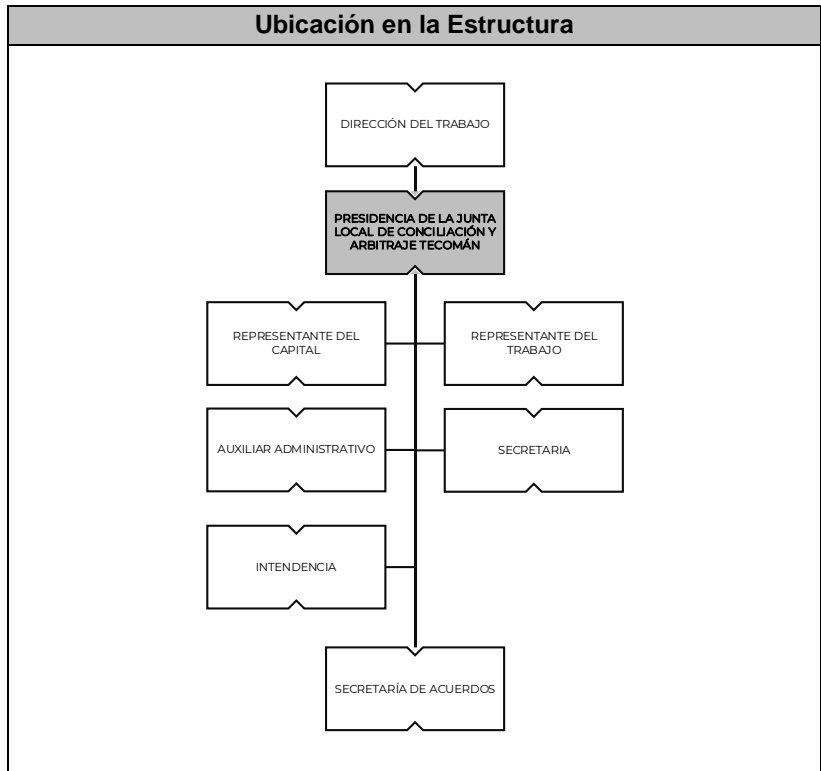 Ubicación en la Estructura
DIRECCIÓN DEL TRABAJO
PRESIDENCIA DE LA JUNTA
LOCAL DE CONCILIACIÓN Y
ARBITRAJE TECOMÁN
REPRESENTANTE DEL
CAPITAL
REPRESENTANTE DEL
TRABAJO
AUXILIAR ADMINISTRATIVO
SECRETARIA
INTENDENCIA
SECRETARÍA DE ACUERDOS